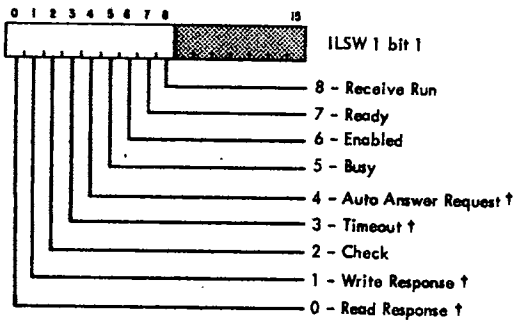 0 1 2 3 4 5 6 7 8 15
ILSW 1 bit 1
8 - Receive Run
7 - Ready
6 - Enabled
5 - Busy
4 - Auto Answer Request †
3 - Timeout †
2 - Check
1 - Write Response †
0 - Read Response †